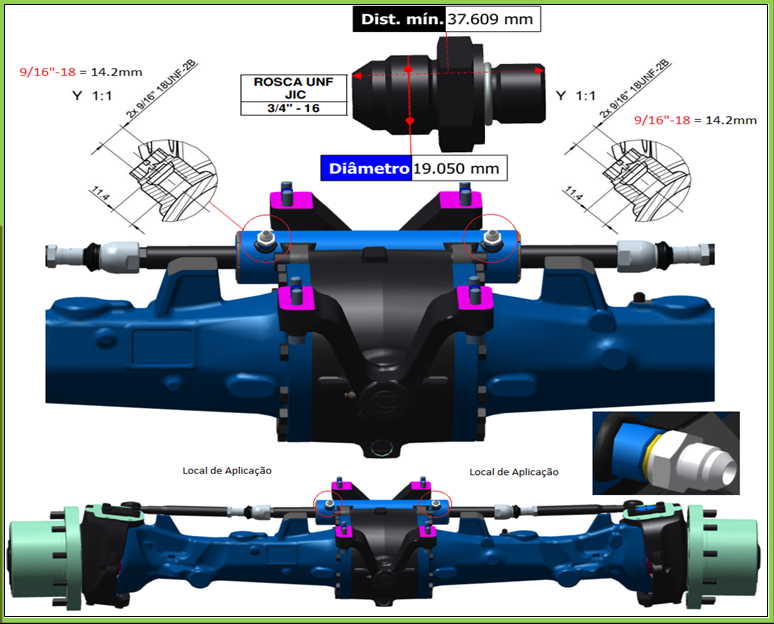 Dist. mín. 37.609 mm
9/16"-18 = 14.2mm
Y 1:1
2x 9/16" 18UNF-2B
11.4
ROSCA UNF
JIC
3/4" - 16
Diâmetro 19.050 mm
Y 1:1
2x 9/16" 18UNF-2B
9/16"-18 = 14.2mm
11.4
Local de Aplicação
Local de Aplicação